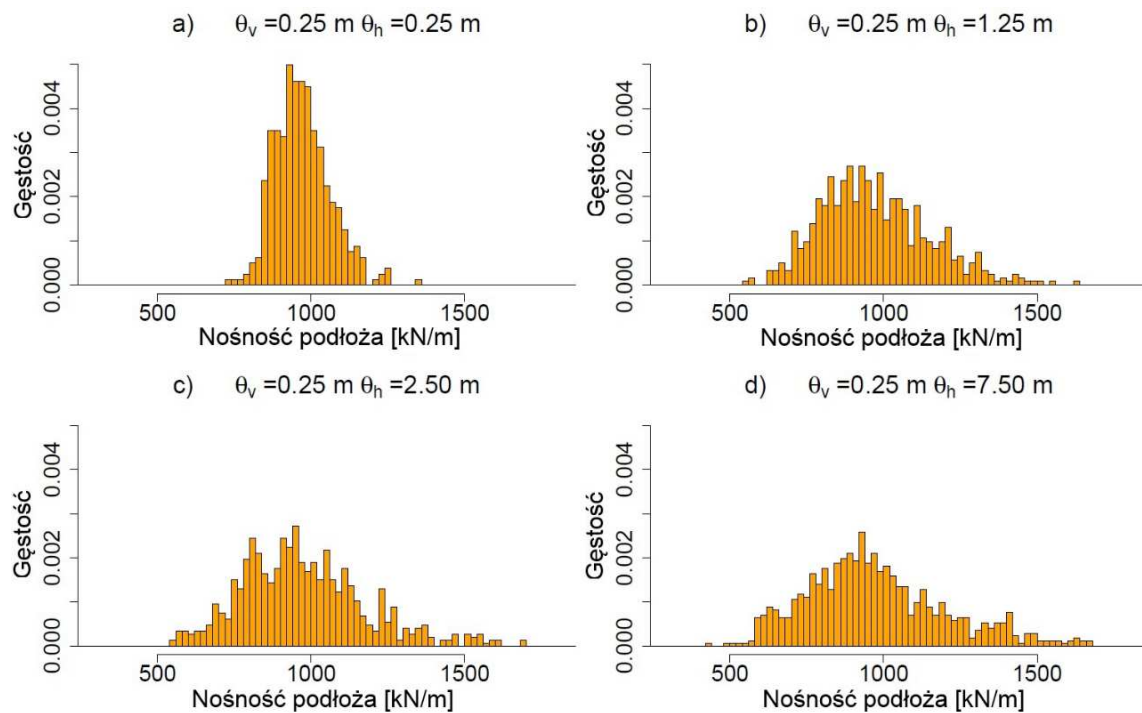 a) θv =0.25 m θh =0.25 m
Gęstość
0.000 0.002 0.004
500 1000 1500
Nośność podłoża [kN/m]
b) θv =0.25 m θh =1.25 m
Gęstość
0.000 0.002 0.004
500 1000 1500
Nośność podłoża [kN/m]
c) θv =0.25 m θh =2.50 m
Gęstość
0.000 0.002 0.004
500 1000 1500
Nośność podłoża [kN/m]
d) θv =0.25 m θh =7.50 m
Gęstość
0.000 0.002 0.004
500 1000 1500
Nośność podłoża [kN/m]